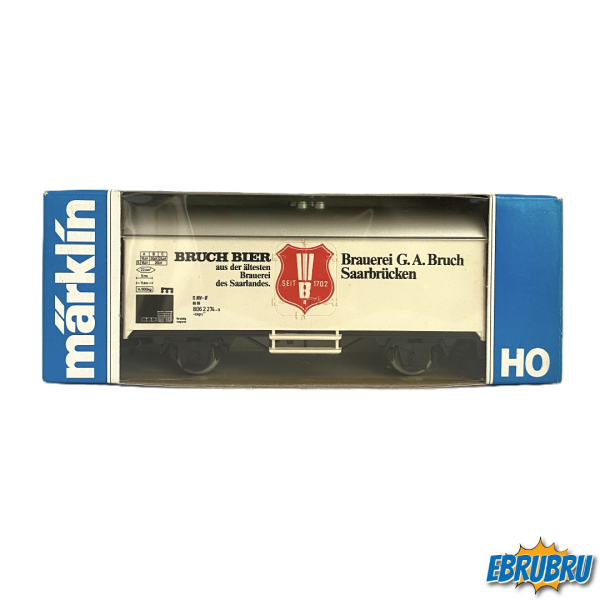 märklin
BRUCH BIER
aus der ältesten
Brauerei
des Saarlandes.
SEIT 1702
B
Brauerei G. A. Bruch
Saarbrücken
HO
EBRUBRU